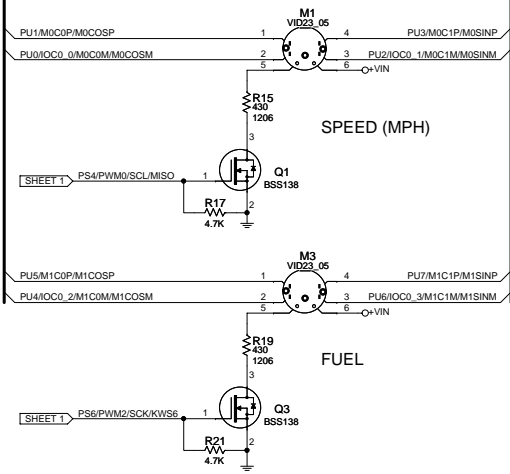 M1
VID23_05
PU1/M0C0P/M0COSP 1 4 PU3/M0C1P/M0SINP
PU0/IOC0_0/M0C0M/M0COSM 2 3 PU2/IOC0_1/M0C1M/M0SINM
5 6 +VIN
R15
430
1206
SPEED (MPH)
3
Q1
BSS138
SHEET 1 PS4/PWM0/SCL/MISO 1
2
R17
4.7K
M3
VID23_05
PU5/M1C0P/M1COSP 1 4 PU7/M1C1P/M1SINP
PU4/IOC0_2/M1C0M/M1COSM 2 3 PU6/IOC0_3/M1C1M/M1SINM
5 6 +VIN
R19
430
1206
FUEL
3
Q3
BSS138
SHEET 1 PS6/PWM2/SCK/KWS6 1
2
R21
4.7K